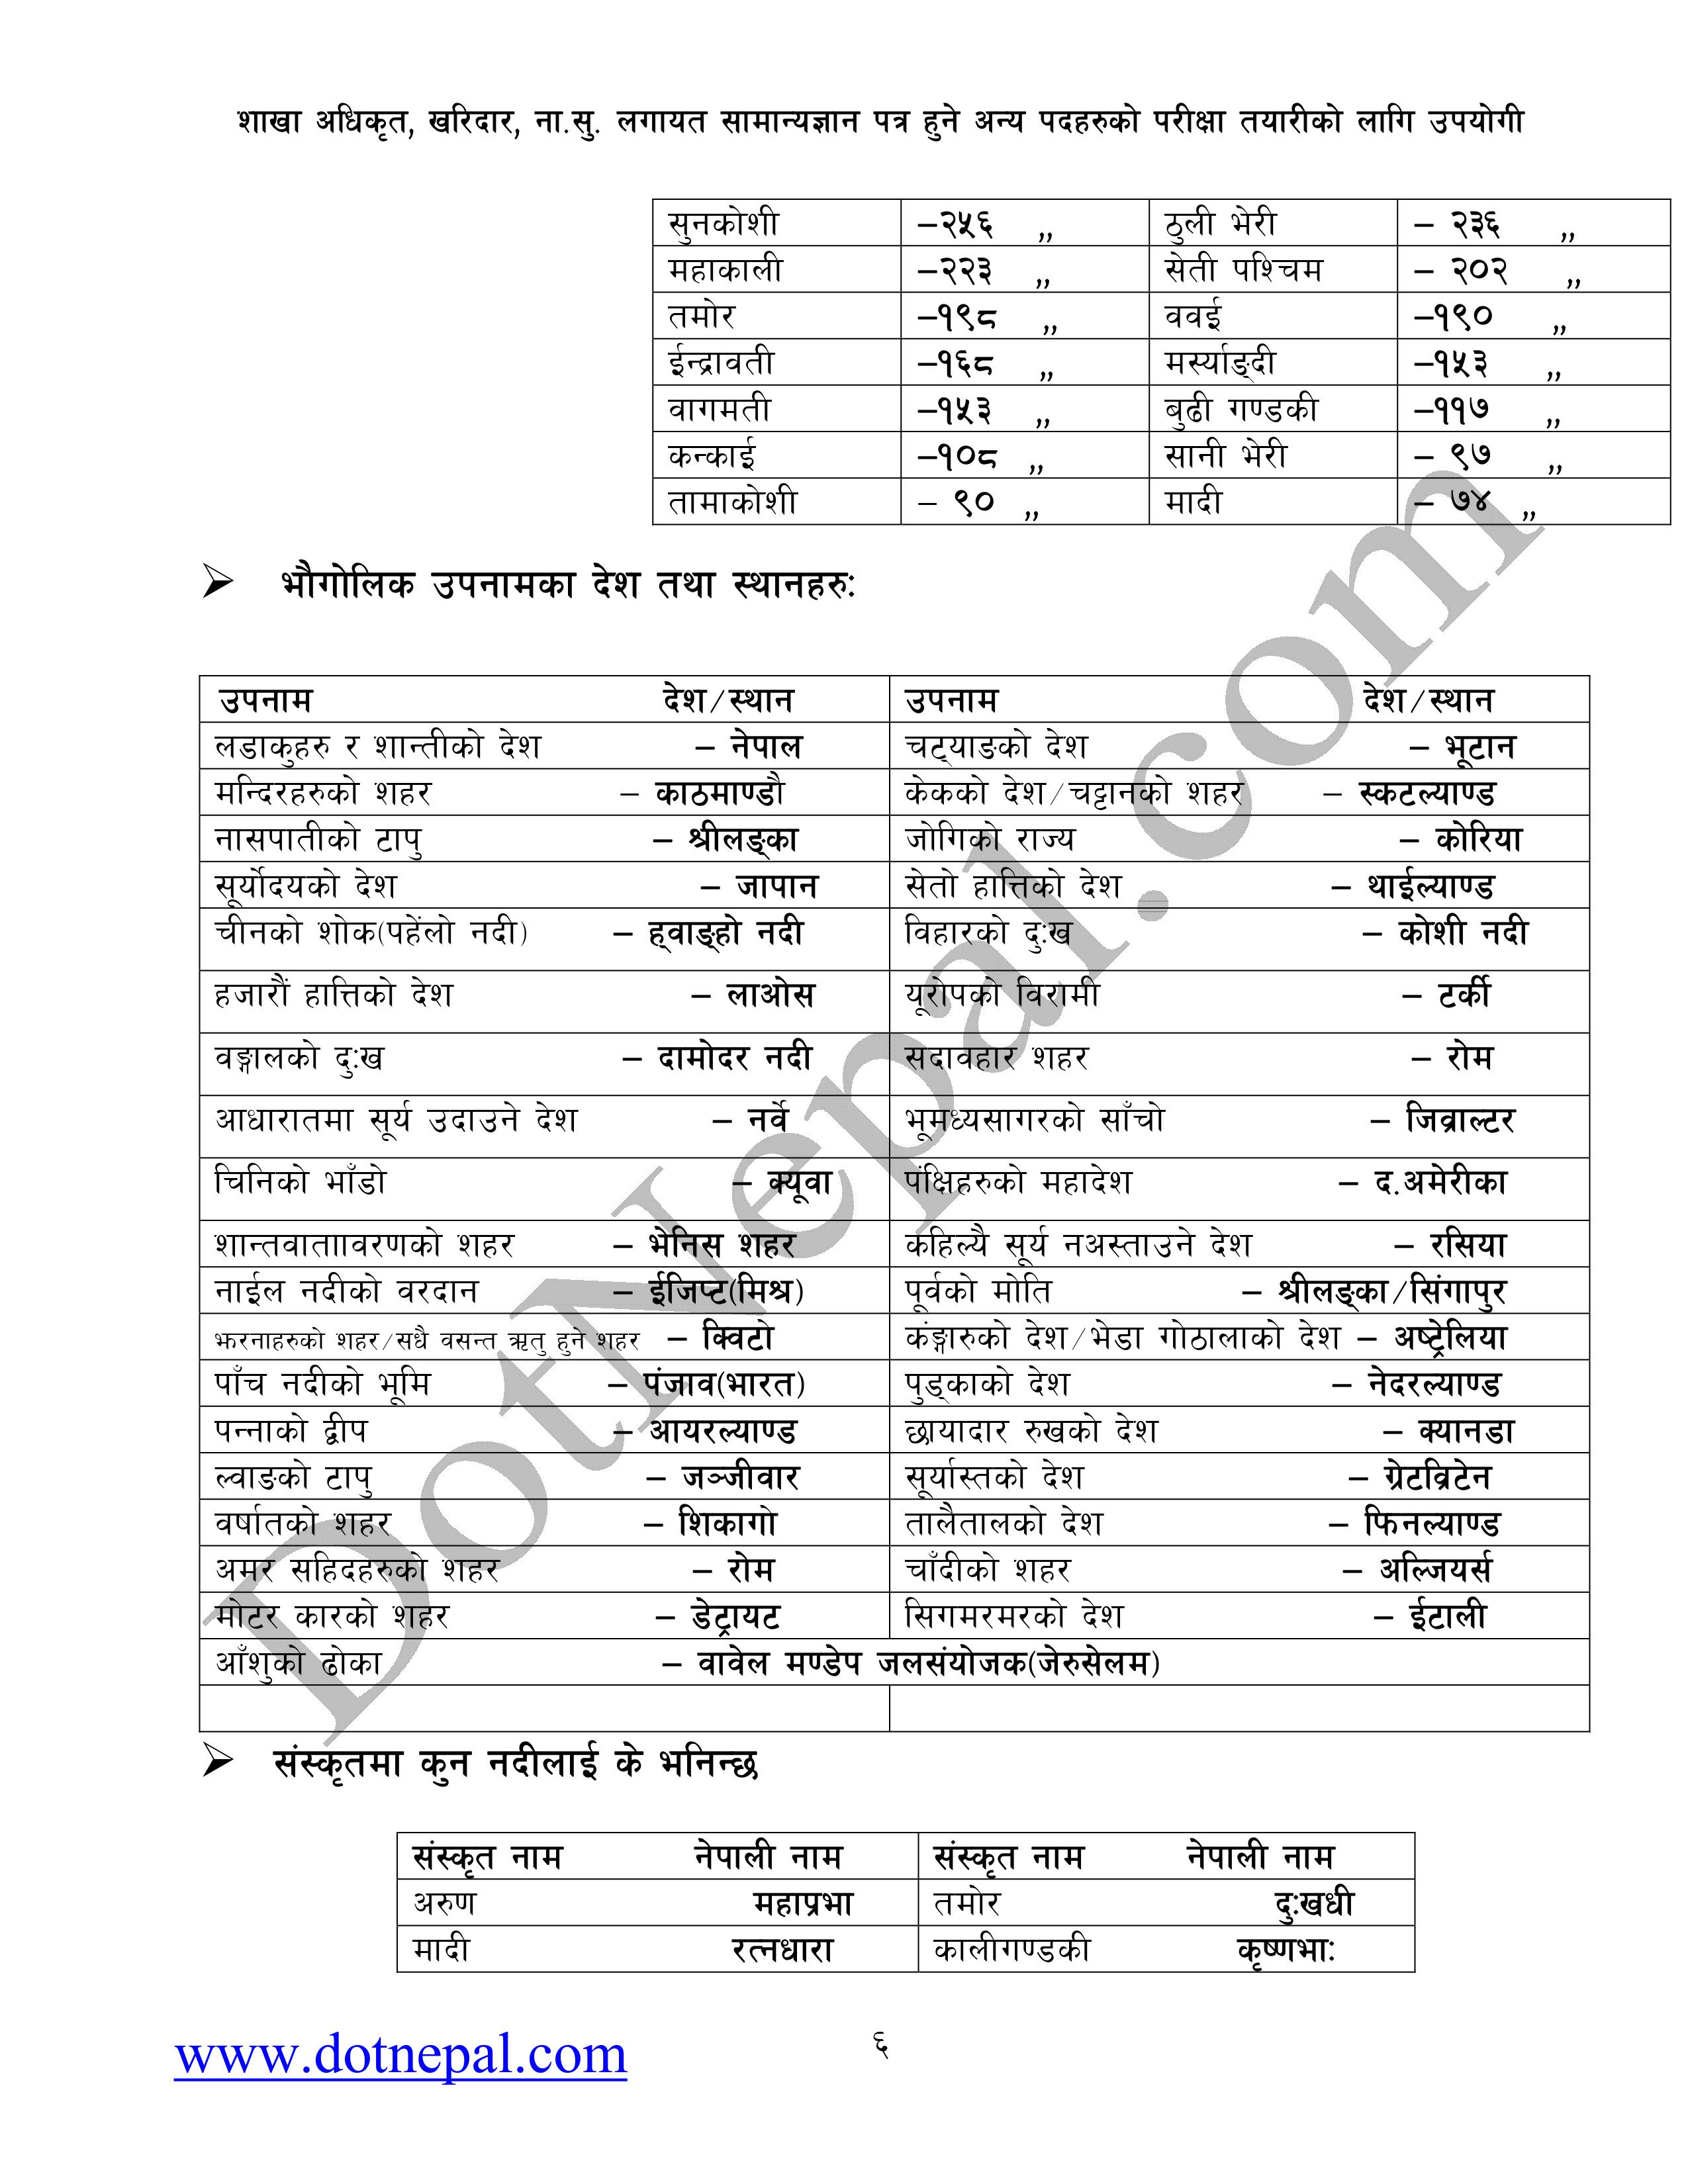 शाखा अधिकृत, खरिदार, ना.सु. लगायत सामान्यज्ञान पत्र हुने अन्य पदहरुको परीक्षा तयारीको लागि उपयोगी
सुनकोशी –२५६ ,, ठुली भेरी – २३६ ,,
महाकाली –२२३ ,, सेती पश्चिम – २०२ ,,
तमोर –१९८ ,, ववई –१९० ,,
ईन्द्रावती –१६८ ,, मर्स्याङ्दी –१५३ ,,
वागमती –१५३ ,, बुढी गण्डकी –११७ ,,
कन्काई –१०८ ,, सानी भेरी – ९७ ,,
तामाकोशी – ९० ,, मादी – ७४ ,,
➢ भौगोलिक उपनामका देश तथा स्थानहरुः
उपनाम देश/स्थान उपनाम देश/स्थान
लडाकुहरु र शान्तीको देश – नेपाल चट्याङको देश – भूटान
मन्दिरहरुको शहर – काठमाण्डौ केकको देश/चट्टानको शहर – स्कटल्याण्ड
नासपातीको टापु – श्रीलङ्का जोगिको राज्य – कोरिया
सूर्योदयको देश – जापान सेतो हात्तिको देश – थाईल्याण्ड
चीनको शोक(पहेंलो नदी) – ह्वाङ्हो नदी विहारको दुःख – कोशी नदी
हजारौं हात्तिको देश – लाओस यूरोपको विरामी – टर्की
वङ्गालको दुःख – दामोदर नदी सदावहार शहर – रोम
आधारातमा सूर्य उदाउने देश – नर्वे भूमध्यसागरको साँचो – जिव्राल्टर
चिनिको भाँडो – क्यूवा पंक्षिहरुको महादेश – द.अमेरीका
शान्तवाताावरणको शहर – भेनिस शहर कहिल्यै सूर्य नअस्ताउने देश – रसिया
नाईल नदीको वरदान – ईजिप्ट(मिश्र) पूर्वको मोति – श्रीलङ्का/सिंगापुर
झरनाहरुको शहर/सधै वसन्त ऋतु हुने शहर – क्विटो कंङ्गारुको देश/भेडा गोठालाको देश – अष्ट्रेलिया
पाँच नदीको भूमि – पंजाव(भारत) पुड्काको देश – नेदरल्याण्ड
पन्नाको द्वीप – आयरल्याण्ड छायादार रुखको देश – क्यानडा
ल्वाङको टापु – जञ्जीवार सूर्यास्तको देश – ग्रेटव्रिटेन
वर्षातको शहर – शिकागो तालैतालको देश – फिनल्याण्ड
अमर सहिदहरुको शहर – रोम चाँदीको शहर – अल्जियर्स
मोटर कारको शहर – डेट्रायट सिगमरमरको देश – ईटाली
आँशुको ढोका – वावेल मण्डेप जलसंयोजक(जेरुसेलम)
➢ संस्कृतमा कुन नदीलाई के भनिन्छ
संस्कृत नाम नेपाली नाम संस्कृत नाम नेपाली नाम
अरुण महाप्रभा तमोर दुःखधी
मादी रत्नधारा कालीगण्डकी कृष्णभाः
www.dotnepal.com ६
DotNepal.com